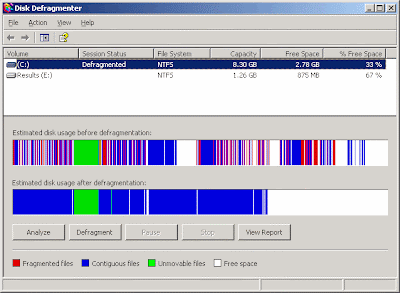 Disk Defragmenter
File Action View Help
Volume Session Status File System Capacity Free Space % Free Space
(C:) Defragmented NTFS 8.30 GB 2.78 GB 33 %
Results (E:) NTFS 1.26 GB 875 MB 67 %
Estimated disk usage before defragmentation:
Estimated disk usage after defragmentation:
Analyze Defragment Pause Stop View Report
Fragmented files Contiguous files Unmovable files Free space